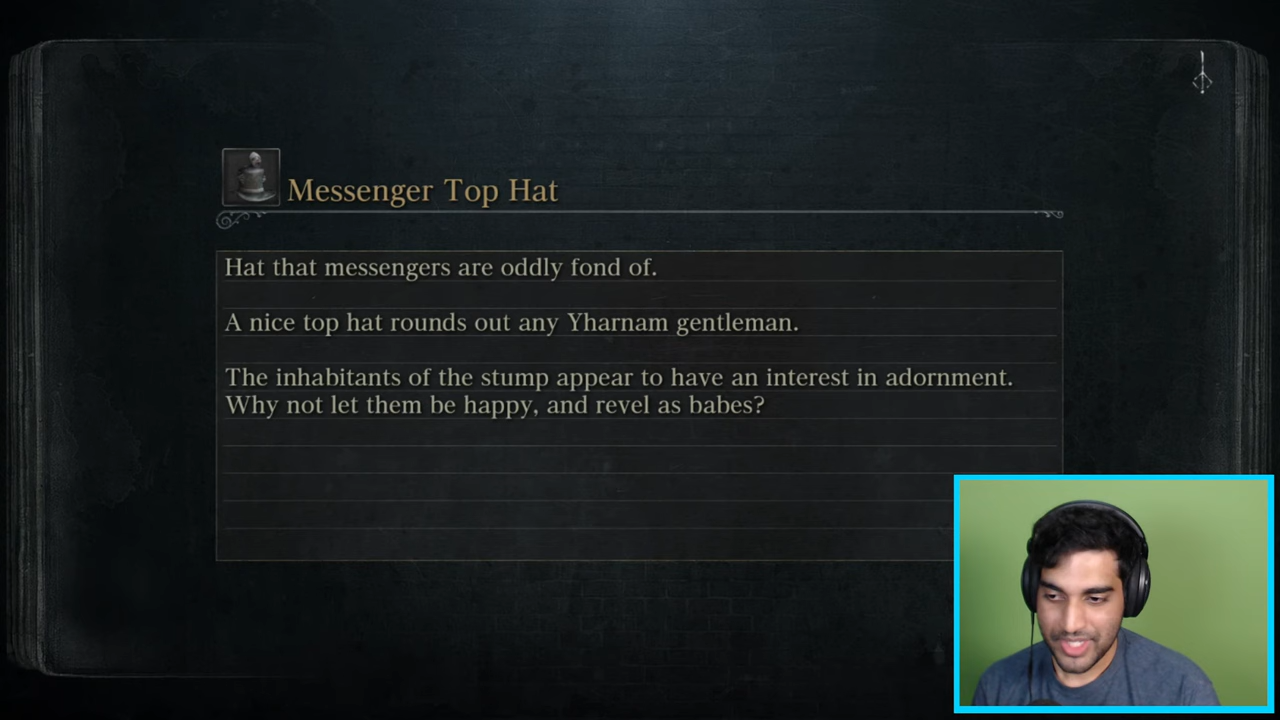 Messenger Top Hat
Hat that messengers are oddly fond of.
A nice top hat rounds out any Yharnam gentleman.
The inhabitants of the stump appear to have an interest in adornment.
Why not let them be happy, and revel as babes?